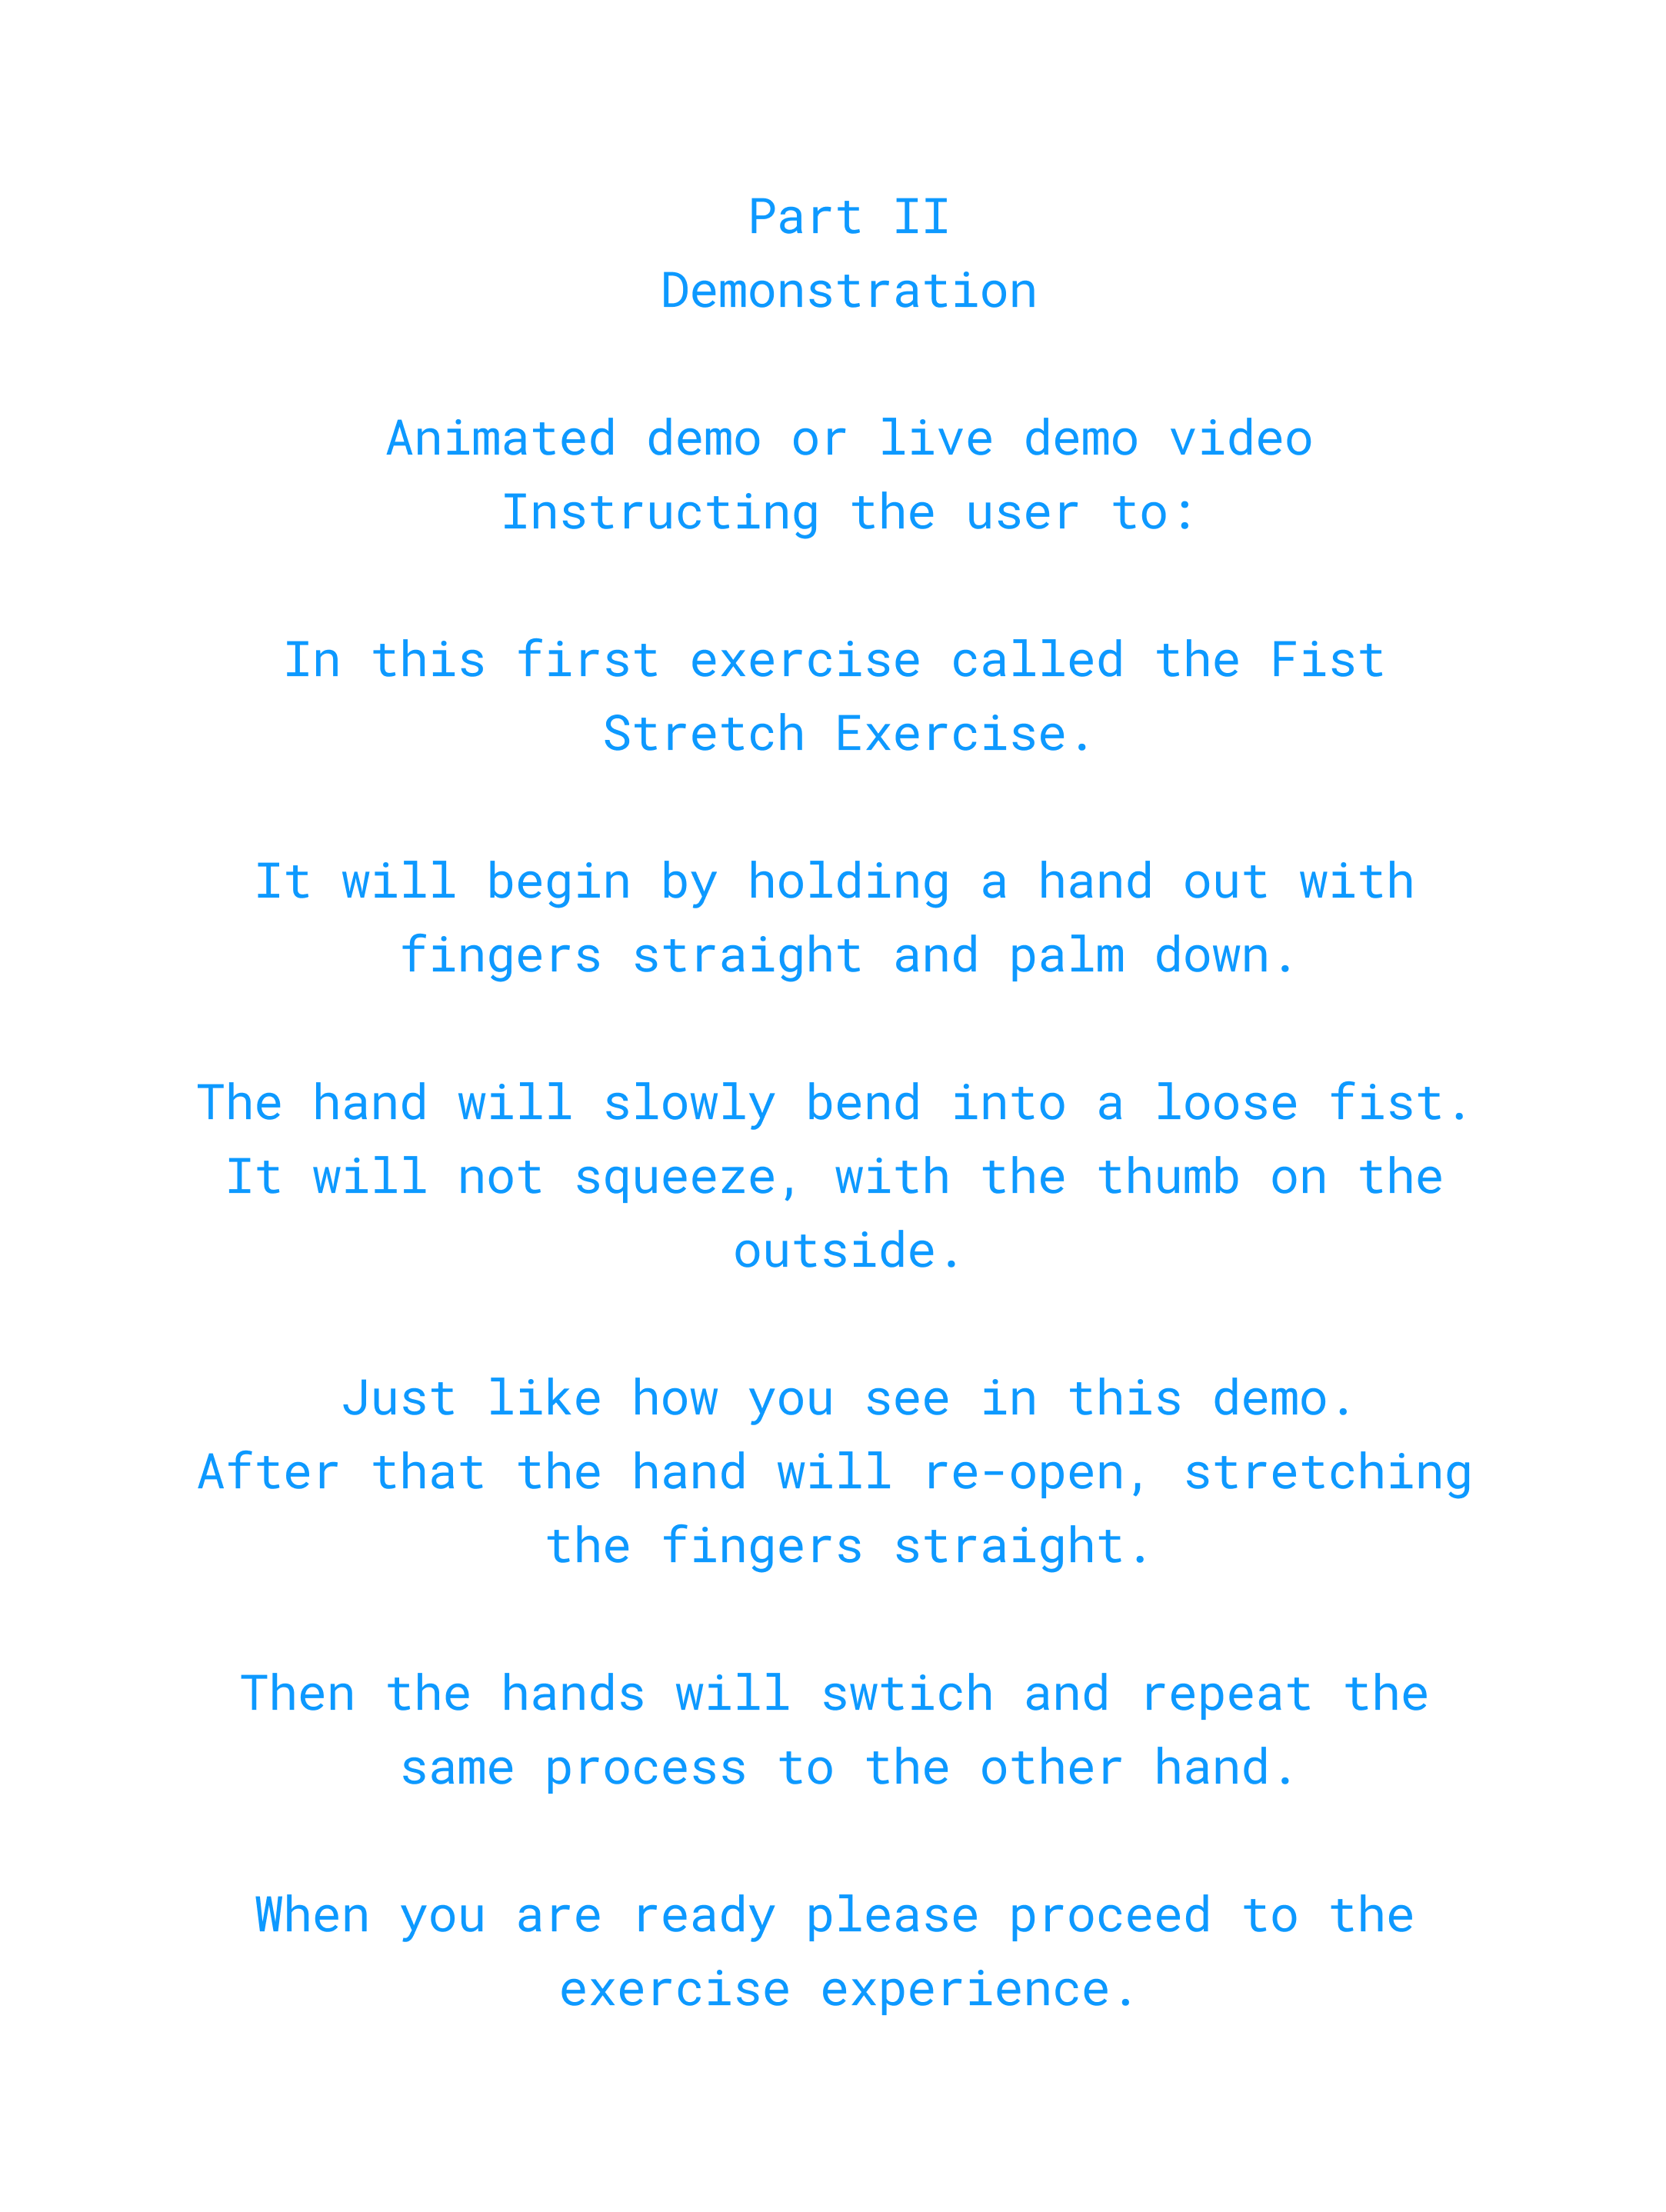 Part II
Demonstration
Animated demo or live demo video
Instructing the user to:
In this first exercise called the Fist
Stretch Exercise.
It will begin by holding a hand out with
fingers straight and palm down.
The hand will slowly bend into a loose fist.
It will not squeeze, with the thumb on the
outside.
Just like how you see in this demo.
After that the hand will re-open, stretching
the fingers straight.
Then the hands will swtich and repeat the
same process to the other hand.
When you are ready please proceed to the
exercise experience.